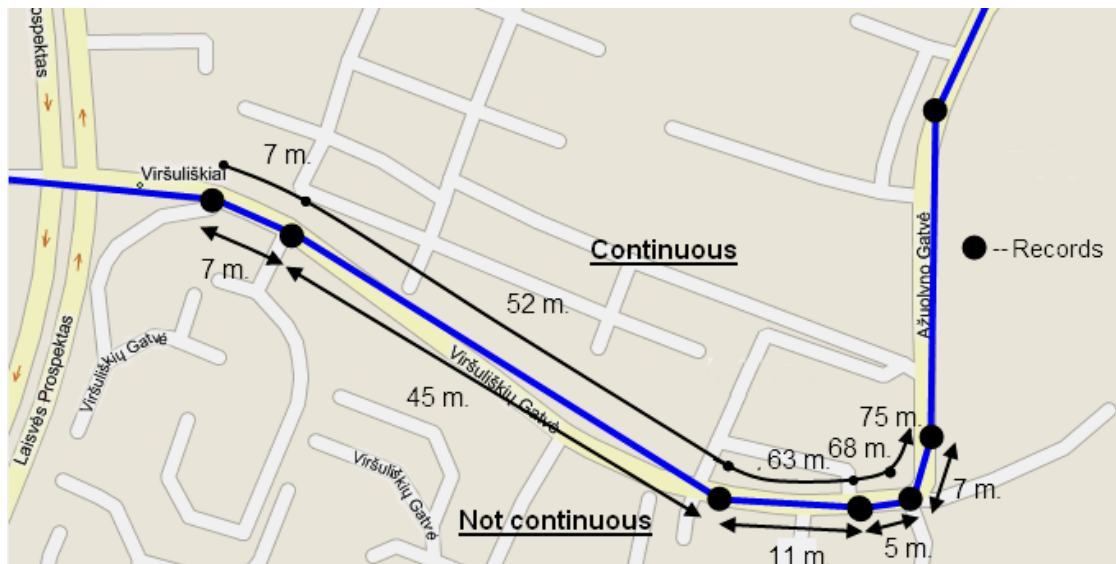 ospektas
7 m.
Viršuliškiai
Continuous
-- Records
7 m.
52 m.
Ažuolyno Gatvė
Viršuliškių Gatvė
Viršuliškių Gatvė
Laisvės Prospektas
45 m.
75 m.
68 m.
63 m.
Viršuliškių
Gatvė
7 m.
Not continuous
11 m.
5 m.